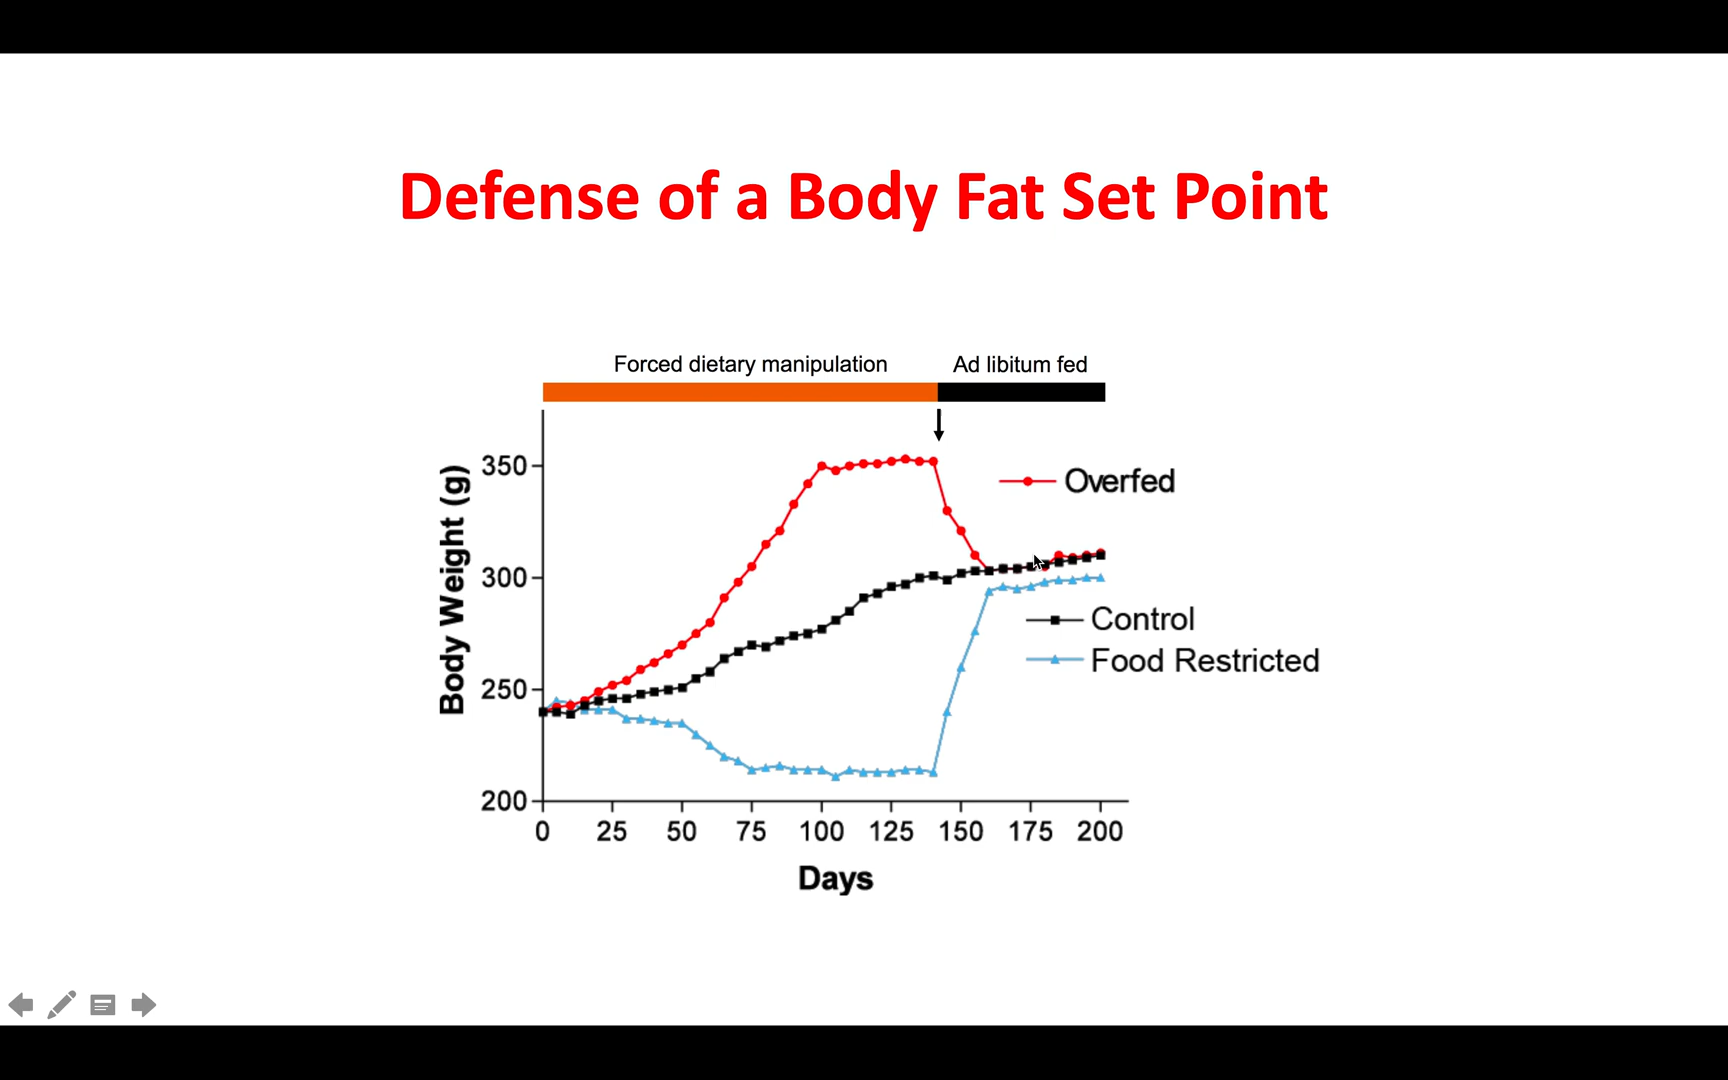 Defense of a Body Fat Set Point
Forced dietary manipulation
Ad libitum fed
Body Weight (g)
350
300
250
200
0 25 50 75 100 125 150 175 200
Days
Overfed
Control
Food Restricted